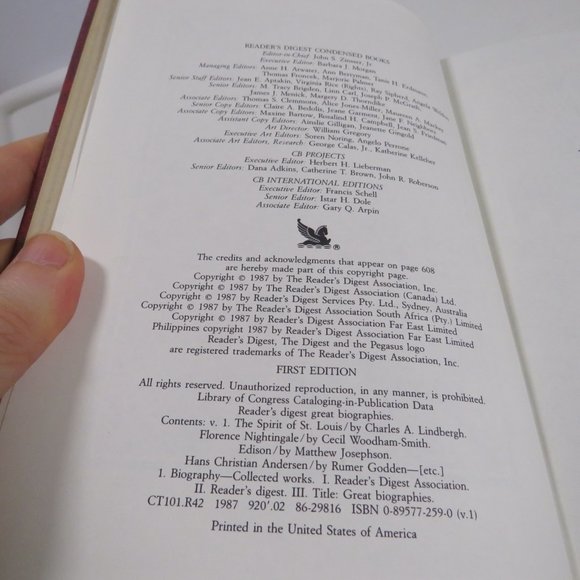 READER'S DIGEST CONDENSED BOOKS
Editor-in-Chief: John S. Zinsser, Jr.
Executive Editor: Barbara J. Morgan
Managing Editors: Anne H. Atwater, Ann Berryman, Tanis H. Erdmann,
Thomas Froncek, Marjorie Palmer
Senior Staff Editors: Jean E. Aptakin, Virginia Rice (Rights), Ray Sipherd, Angela Weldon
Senior Editors: M. Tracy Brigden, Linn Carl, Joseph P. McGrath,
James J. Menick, Margery D. Thorndike
Associate Editors: Thomas S. Clemmons, Alice Jones-Miller, Maureen A. Mackey
Senior Copy Editors: Claire A. Bedolis, Jeane Garment, Jane F. Neighbors
Associate Copy Editors: Maxine Bartow, Rosalind H. Campbell, Jean S. Friedman
Assistant Copy Editors: Ainslie Gilligan, Jeanette Gingold
Art Director: William Gregory
Executive Art Editors: Soren Noring, Angelo Perrone
Associate Art Editors, Research: George Calas, Jr., Katherine Kelleher
CB PROJECTS
Executive Editor: Herbert H. Lieberman
Senior Editors: Dana Adkins, Catherine T. Brown, John R. Roberson
CB INTERNATIONAL EDITIONS
Executive Editor: Francis Schell
Senior Editor: Istar H. Dole
Associate Editor: Gary Q. Arpin
®
The credits and acknowledgments that appear on page 608
are hereby made part of this copyright page.
Copyright © 1987 by The Reader's Digest Association, Inc.
Copyright © 1987 by The Reader's Digest Association (Canada) Ltd.
Copyright © 1987 by Reader's Digest Services Pty. Ltd., Sydney, Australia
Copyright © 1987 by The Reader's Digest Association South Africa (Pty.) Limited
Copyright © 1987 by Reader's Digest Association Far East Limited
Philippines copyright 1987 by Reader's Digest Association Far East Limited
Reader's Digest, The Digest and the Pegasus logo
are registered trademarks of The Reader's Digest Association, Inc.
FIRST EDITION
All rights reserved. Unauthorized reproduction, in any manner, is prohibited.
Library of Congress Cataloging-in-Publication Data
Reader's digest great biographies.
Contents: v. 1. The Spirit of St. Louis/by Charles A. Lindbergh.
Florence Nightingale/by Cecil Woodham-Smith.
Edison/by Matthew Josephson.
Hans Christian Andersen/by Rumer Godden—[etc.]
1. Biography—Collected works. I. Reader's Digest Association.
II. Reader's digest. III. Title: Great biographies.
CT101.R42 1987 920'.02 86-29816 ISBN 0-89577-259-0 (v.1)
Printed in the United States of America